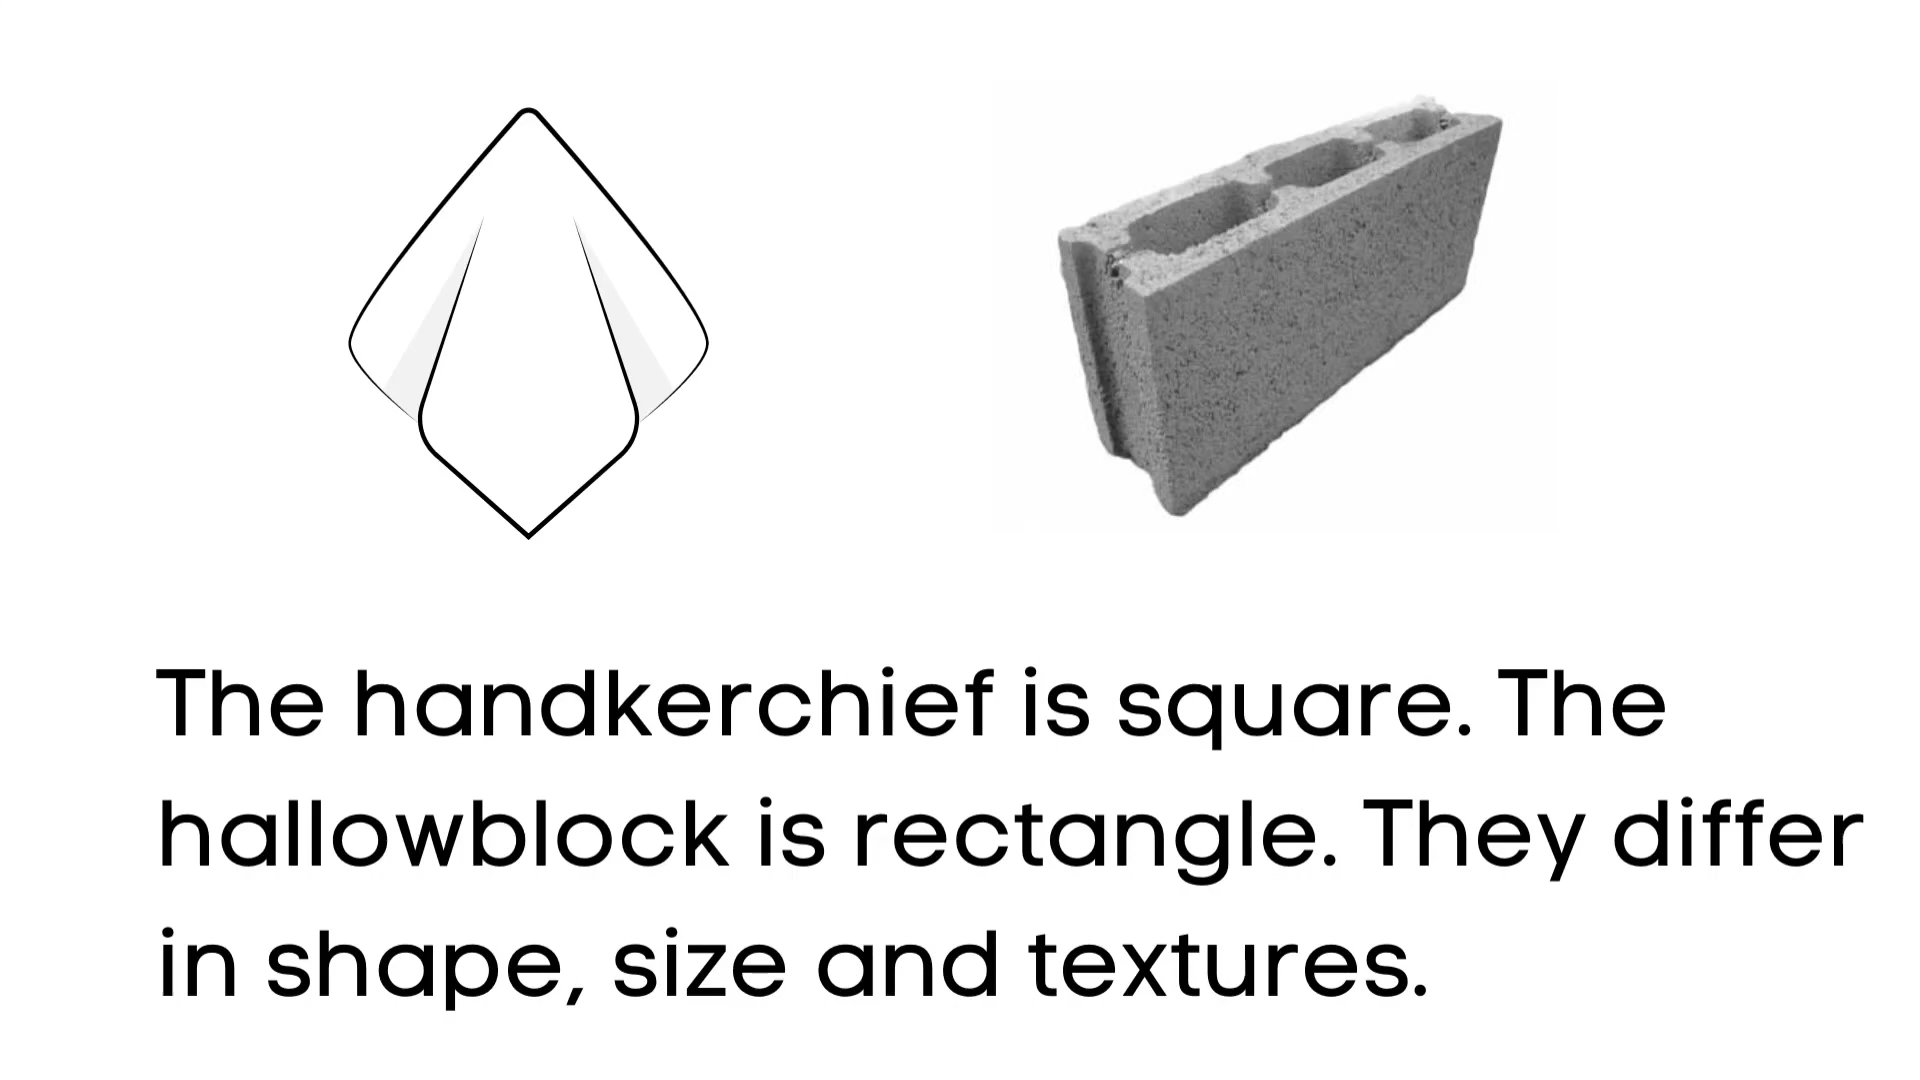 The handkerchief is square. The
hallowblock is rectangle. They differ
in shape, size and textures.